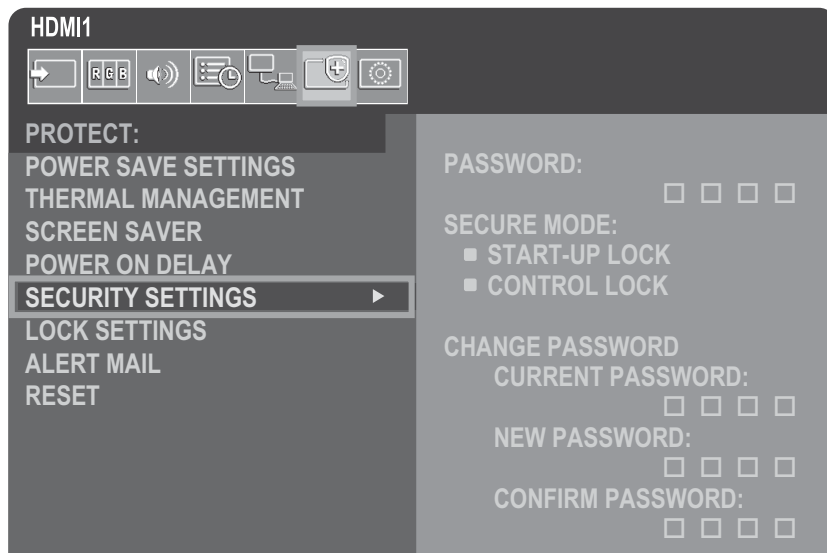 HDMI1
RGB
PROTECT:
POWER SAVE SETTINGS
THERMAL MANAGEMENT
SCREEN SAVER
POWER ON DELAY
SECURITY SETTINGS
LOCK SETTINGS
ALERT MAIL
RESET
PASSWORD:
SECURE MODE:
START-UP LOCK
CONTROL LOCK
CHANGE PASSWORD
CURRENT PASSWORD:
NEW PASSWORD:
CONFIRM PASSWORD: